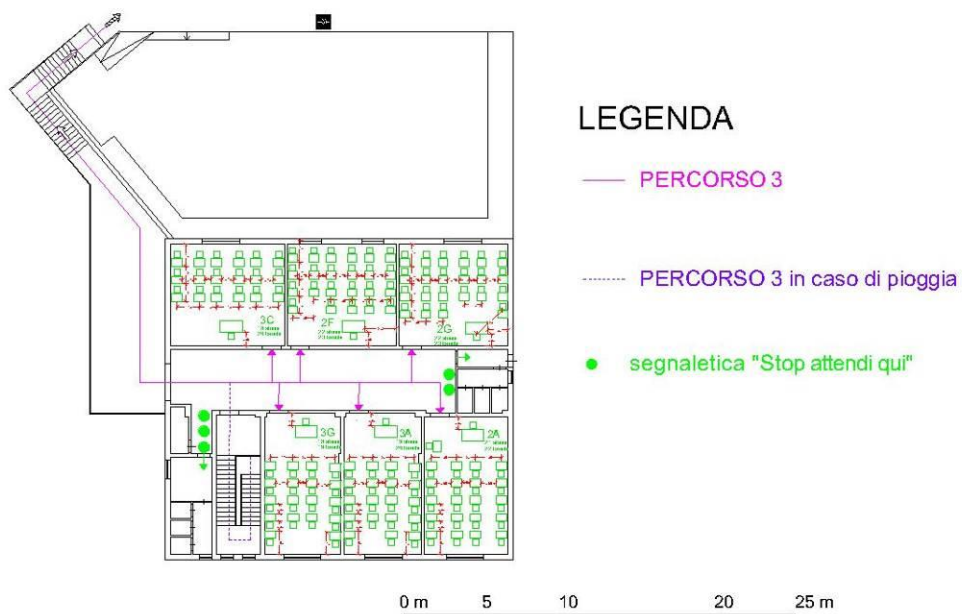 LEGENDA
PERCORSO 3
PERCORSO 3 in caso di pioggia
segnaletica "Stop attendi qui"
3C
2F
2G
3G
3A
2A
0 m 5 10 20 25 m